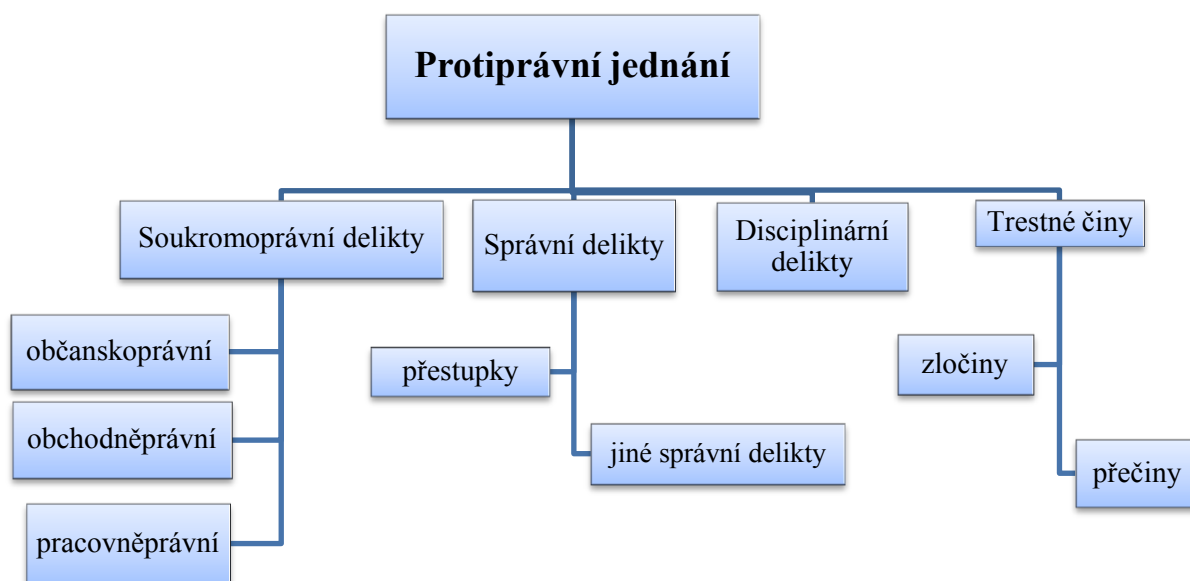 Protiprávní jednání
Soukromoprávní delikty
Správní delikty
Disciplinární
delikty
Trestné činy
občanskoprávní
obchodněprávní
pracovněprávní
přestupky
jiné správní delikty
zločiny
přečiny